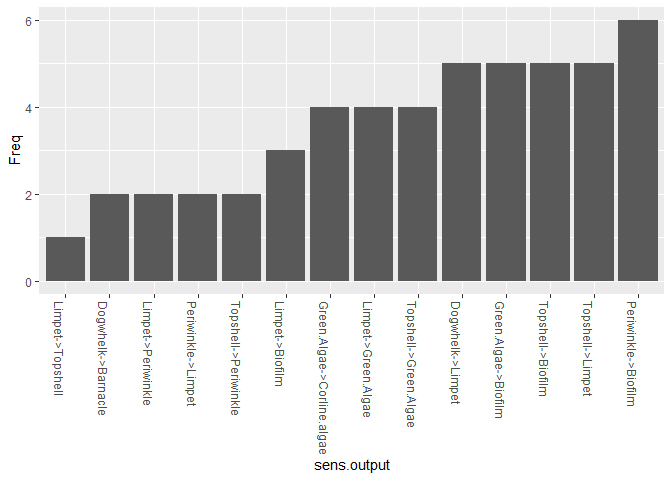 6
4
2
0
Freq
Limpet->Topshell
Dogwhelk->Barnacle
Limpet->Periwinkle
Periwinkle->Limpet
Topshell->Periwinkle
Limpet->Biofilm
Green.Algae->Corline.algae
Limpet->Green.Algae
Topshell->Green.Algae
Dogwhelk->Limpet
Green.Algae->Biofilm
Topshell->Biofilm
Topshell->Limpet
Periwinkle->Biofilm
sens.output